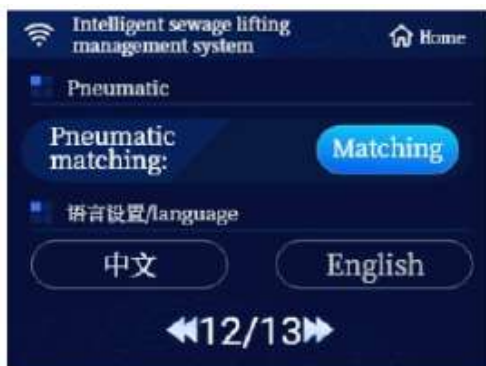 Intelligent sewage lifting
management system
Home
Pneumatic
Pneumatic
matching:
Matching
语言设置/language
中文
English
12/13